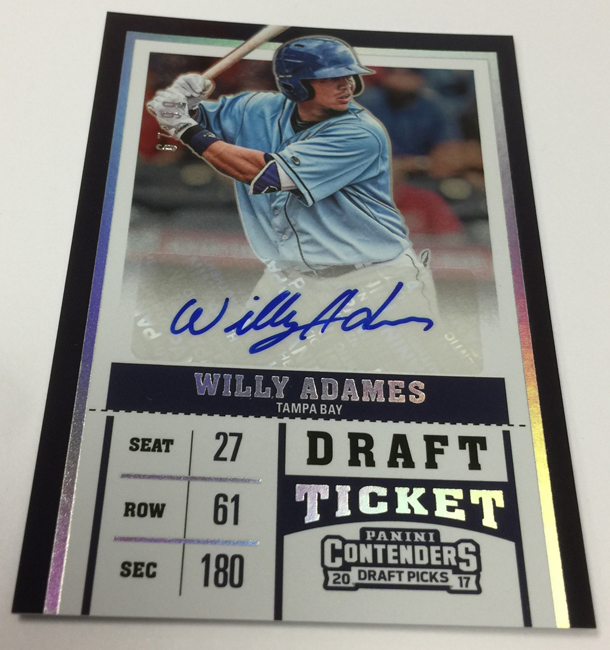 Willy Adames
WILLY ADAMES
TAMPA BAY
SEAT 27
ROW 61
SEC 180
DRAFT
TICKET
PANINI
CONTENDERS
20 DRAFT PICKS 17